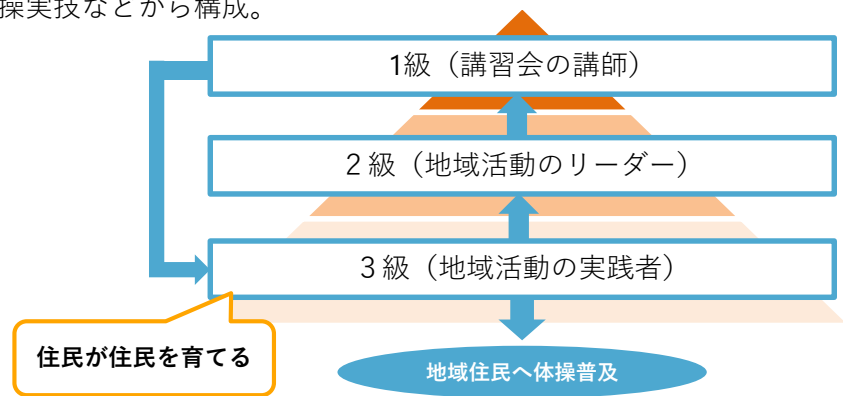 操実技などから構成。
1級（講習会の講師）
２級（地域活動のリーダー）
３級（地域活動の実践者）
住民が住民を育てる
地域住民へ体操普及